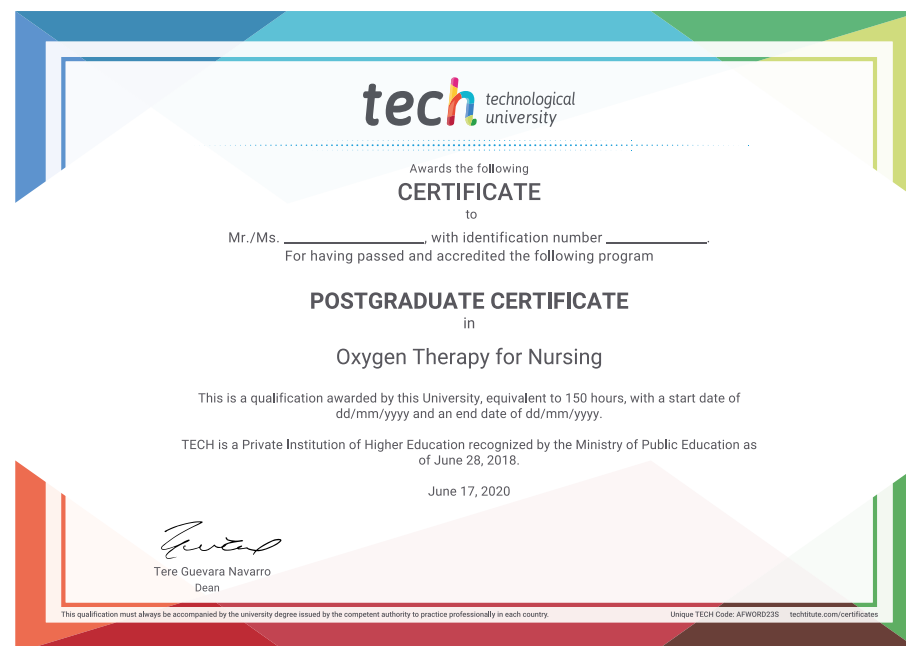 tech technological
university
Awards the following
CERTIFICATE
to
Mr./Ms. ____________________, with identification number ______________.
For having passed and accredited the following program
POSTGRADUATE CERTIFICATE
in
Oxygen Therapy for Nursing
This is a qualification awarded by this University, equivalent to 150 hours, with a start date of
dd/mm/yyyy and an end date of dd/mm/yyyy.
TECH is a Private Institution of Higher Education recognized by the Ministry of Public Education as
of June 28, 2018.
June 17, 2020
Tere Guevara Navarro
Dean
This qualification must always be accompanied by the university degree issued by the competent authority to practice professionally in each country. Unique TECH Code: AFWORD23S techtitute.com/certificates